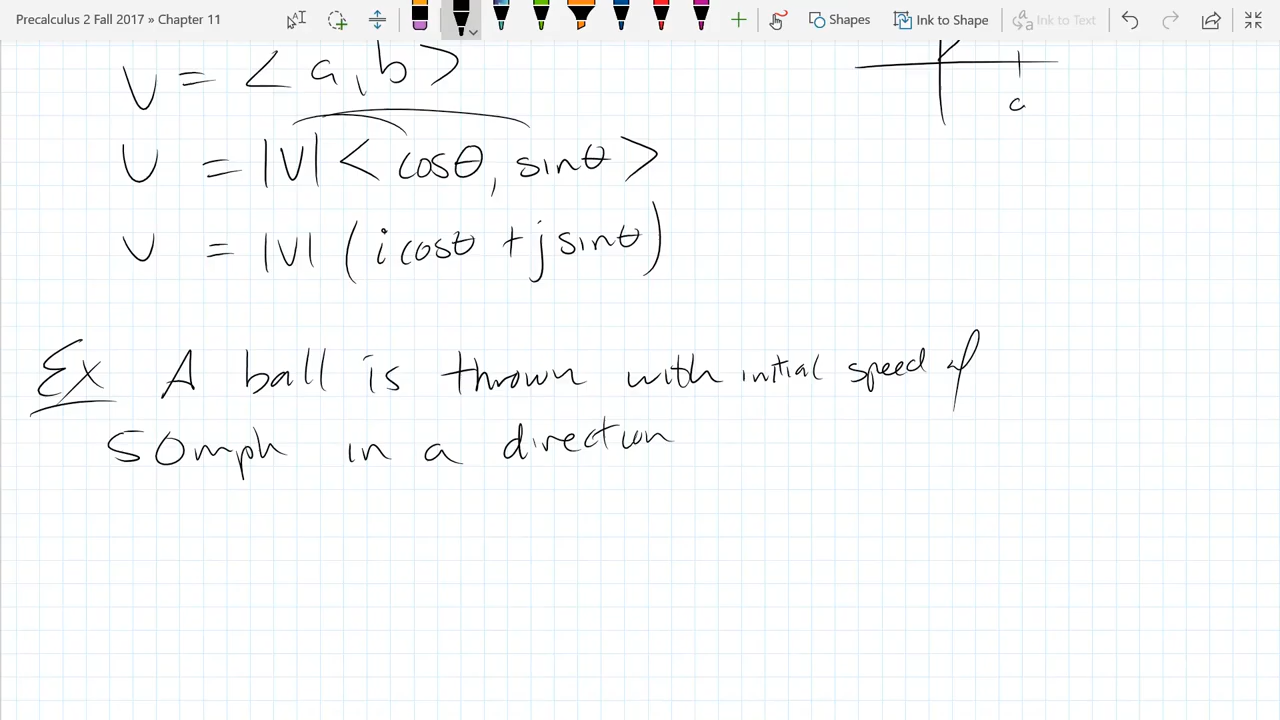 Precalculus 2 Fall 2017 » Chapter 11
Shapes
Ink to Shape
Ink to Text
V = < a, b >
a
V = |V| < cosθ, sinθ >
V = |V| ( i cosθ + j sinθ )
Ex A ball is thrown with initial speed of
50mph in a direction